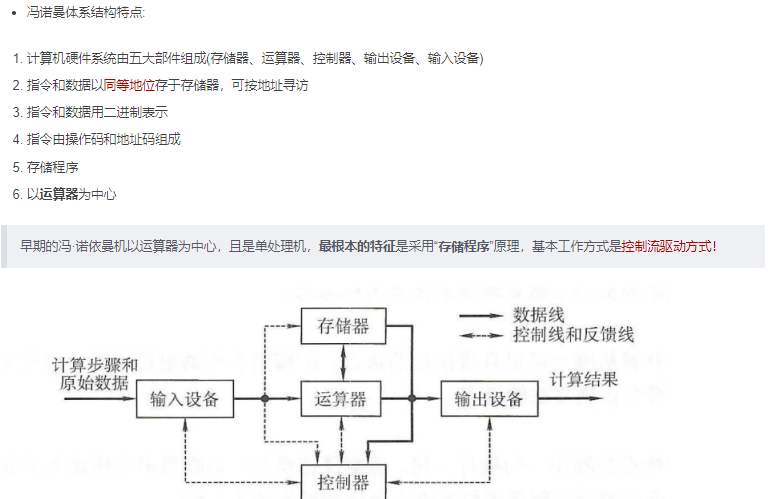 冯诺曼体系结构特点:
1. 计算机硬件系统由五大部件组成(存储器、运算器、控制器、输出设备、输入设备)
2. 指令和数据以同等地位存于存储器，可按地址寻访
3. 指令和数据用二进制表示
4. 指令由操作码和地址码组成
5. 存储程序
6. 以运算器为中心
早期的冯·诺依曼机以运算器为中心，且是单处理机，最根本的特征是采用“存储程序”原理，基本工作方式是控制流驱动方式！
存储器
数据线
控制线和反馈线
计算步骤和
原始数据
输入设备
运算器
输出设备
计算结果
控制器